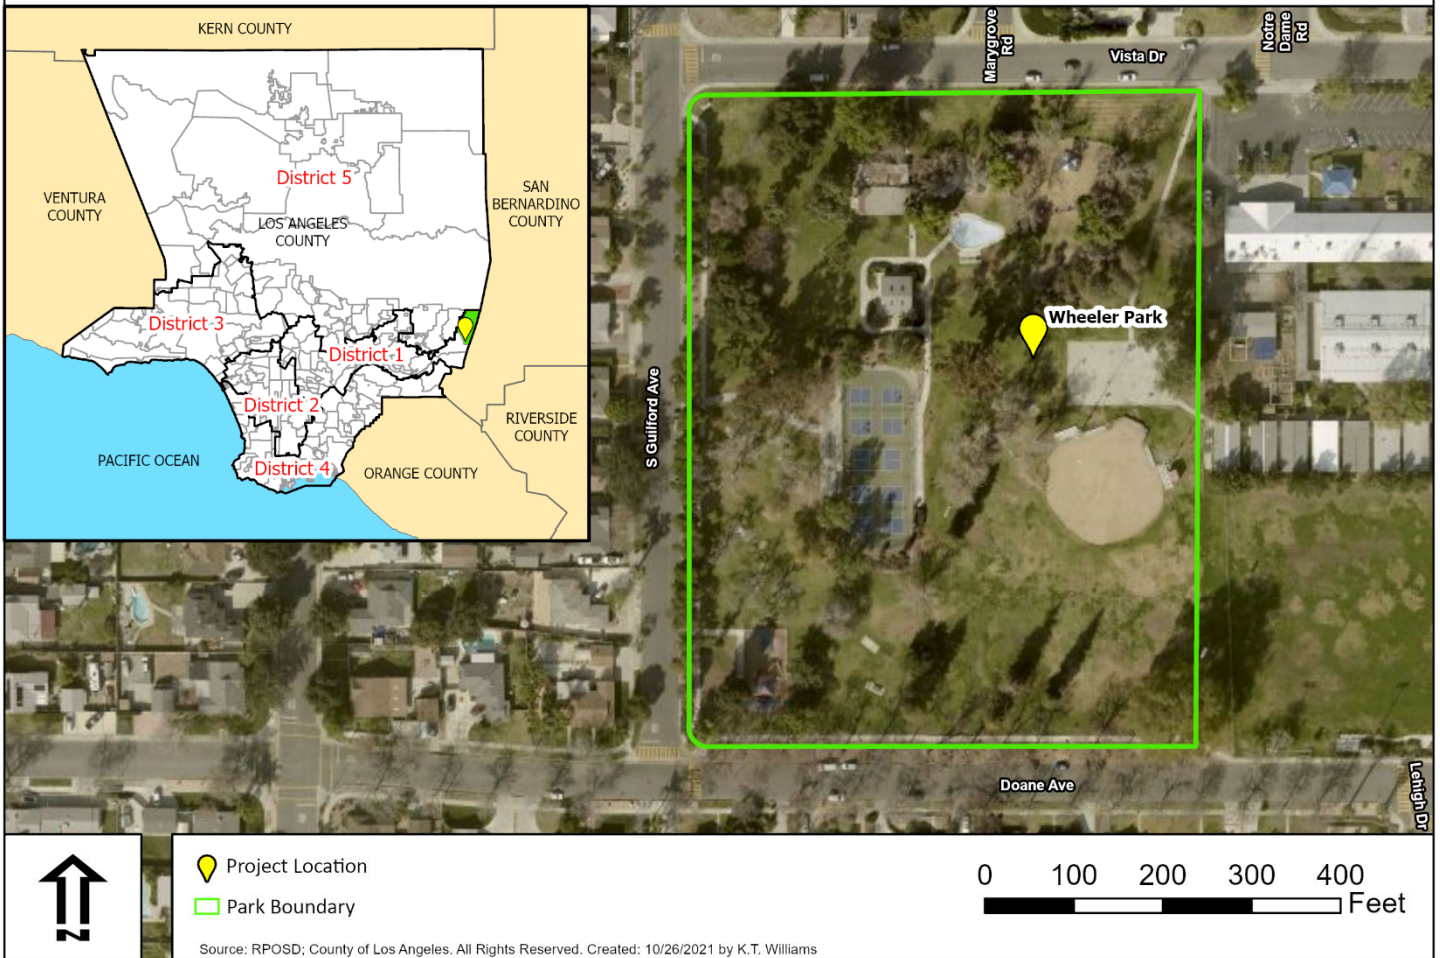 KERN COUNTY
VENTURA
COUNTY
District 5
LOS ANGELES
COUNTY
SAN
BERNARDINO
COUNTY
District 3
District 1
District 2
District 4
PACIFIC OCEAN
ORANGE COUNTY
RIVERSIDE
COUNTY
Marygrove
Rd
Vista Dr
Notre
Dame
Rd
Wheeler Park
S Guilford Ave
Doane Ave
Lehigh Dr
N
Project Location
Park Boundary
0 100 200 300 400
Feet
Source: RPOSD; County of Los Angeles. All Rights Reserved. Created: 10/26/2021 by K.T. Williams